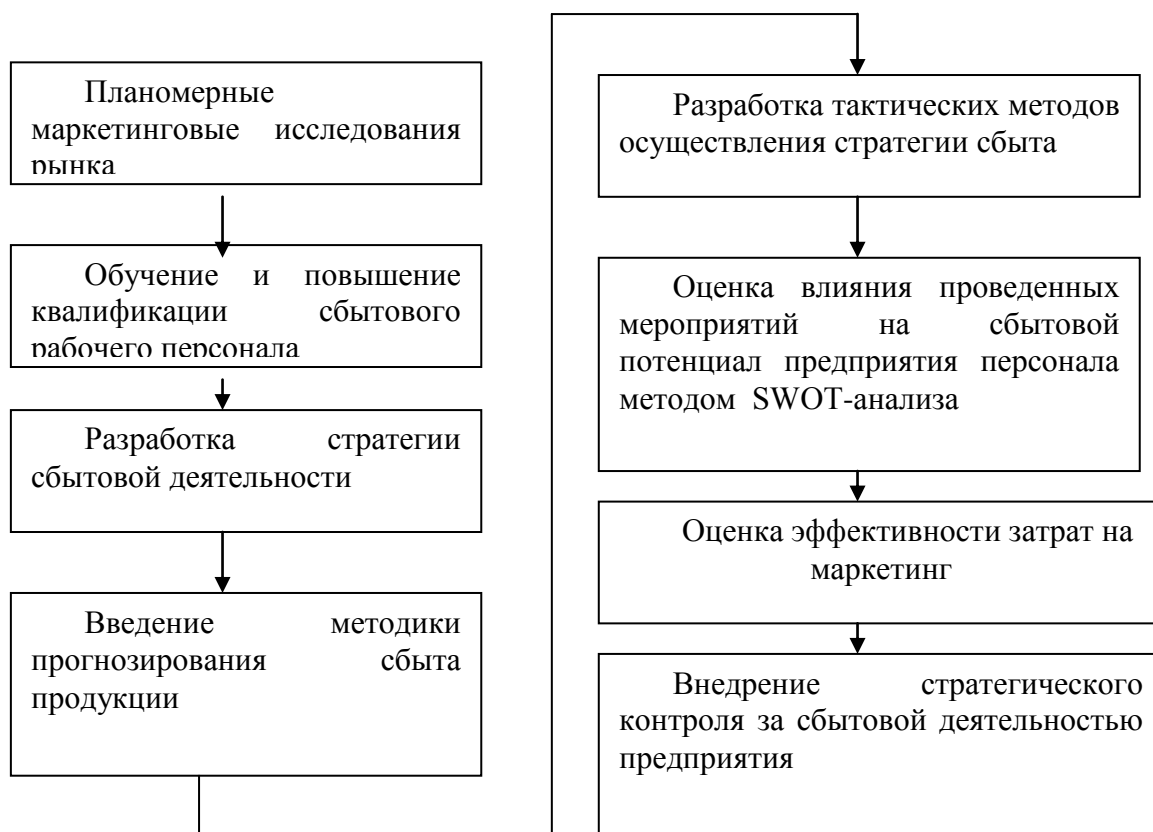 Планомерные
маркетинговые исследования
рынка
Обучение и повышение
квалификации сбытового
рабочего персонала
Разработка стратегии
сбытовой деятельности
Введение методики
прогнозирования сбыта
продукции
Разработка тактических методов
осуществления стратегии сбыта
Оценка влияния проведенных
мероприятий на сбытовой
потенциал предприятия персонала
методом SWOT-анализа
Оценка эффективности затрат на
маркетинг
Внедрение стратегического
контроля за сбытовой деятельностью
предприятия